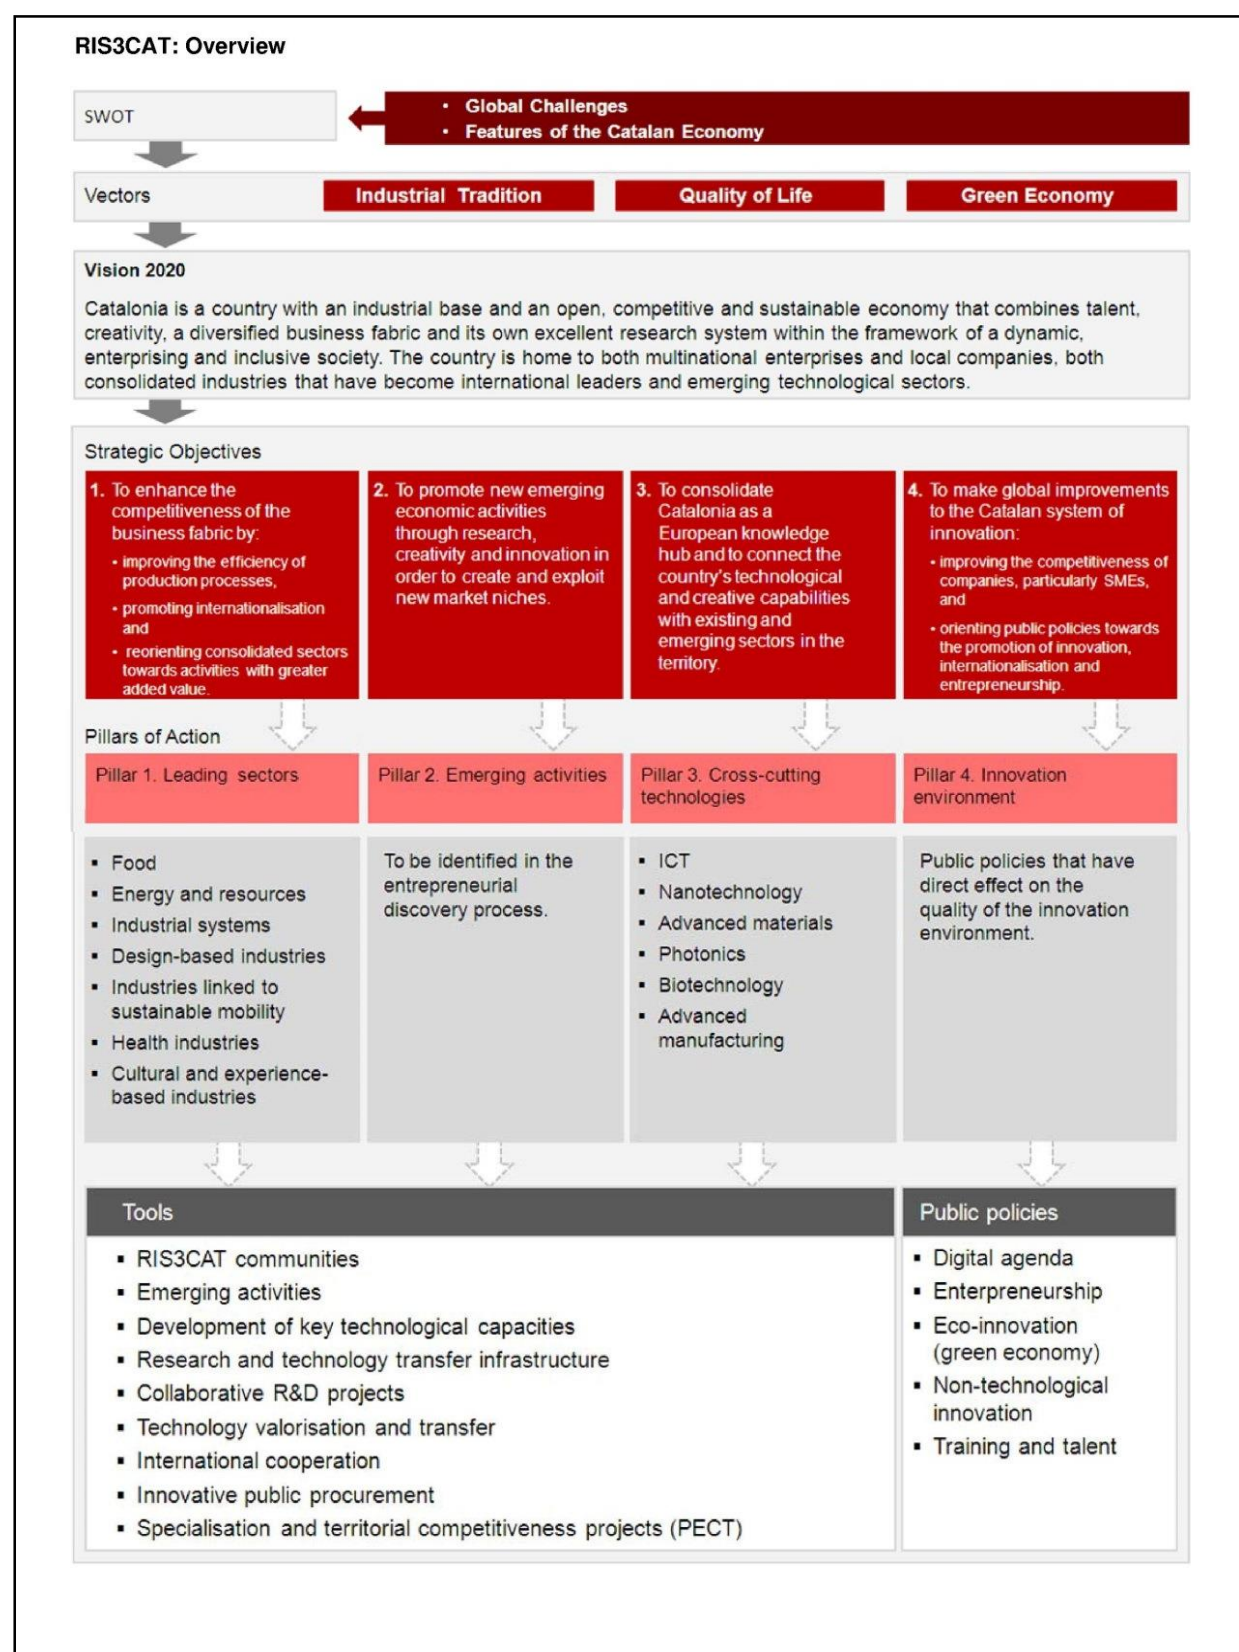 RIS3CAT: Overview
SWOT
• Global Challenges
• Features of the Catalan Economy
Vectors
Industrial Tradition
Quality of Life
Green Economy
Vision 2020
Catalonia is a country with an industrial base and an open, competitive and sustainable economy that combines talent,
creativity, a diversified business fabric and its own excellent research system within the framework of a dynamic,
enterprising and inclusive society. The country is home to both multinational enterprises and local companies, both
consolidated industries that have become international leaders and emerging technological sectors.
Strategic Objectives
1. To enhance the
competitiveness of the
business fabric by:
• improving the efficiency of
production processes,
• promoting internationalisation
and
• reorienting consolidated sectors
towards activities with greater
added value.
2. To promote new emerging
economic activities
through research,
creativity and innovation in
order to create and exploit
new market niches.
3. To consolidate
Catalonia as a
European knowledge
hub and to connect the
country's technological
and creative capabilities
with existing and
emerging sectors in the
territory.
4. To make global improvements
to the Catalan system of
innovation:
• improving the competitiveness of
companies, particularly SMEs,
and
• orienting public policies towards
the promotion of innovation,
internationalisation and
entrepreneurship.
Pillars of Action
Pillar 1. Leading sectors
Pillar 2. Emerging activities
Pillar 3. Cross-cutting
technologies
Pillar 4. Innovation
environment
▪ Food
▪ Energy and resources
▪ Industrial systems
▪ Design-based industries
▪ Industries linked to
sustainable mobility
▪ Health industries
▪ Cultural and experience-
based industries
To be identified in the
entrepreneurial
discovery process.
▪ ICT
▪ Nanotechnology
▪ Advanced materials
▪ Photonics
▪ Biotechnology
▪ Advanced
manufacturing
Public policies that have
direct effect on the
quality of the innovation
environment.
Tools
▪ RIS3CAT communities
▪ Emerging activities
▪ Development of key technological capacities
▪ Research and technology transfer infrastructure
▪ Collaborative R&D projects
▪ Technology valorisation and transfer
▪ International cooperation
▪ Innovative public procurement
▪ Specialisation and territorial competitiveness projects (PECT)
Public policies
▪ Digital agenda
▪ Enterpreneurship
▪ Eco-innovation
(green economy)
▪ Non-technological
innovation
▪ Training and talent